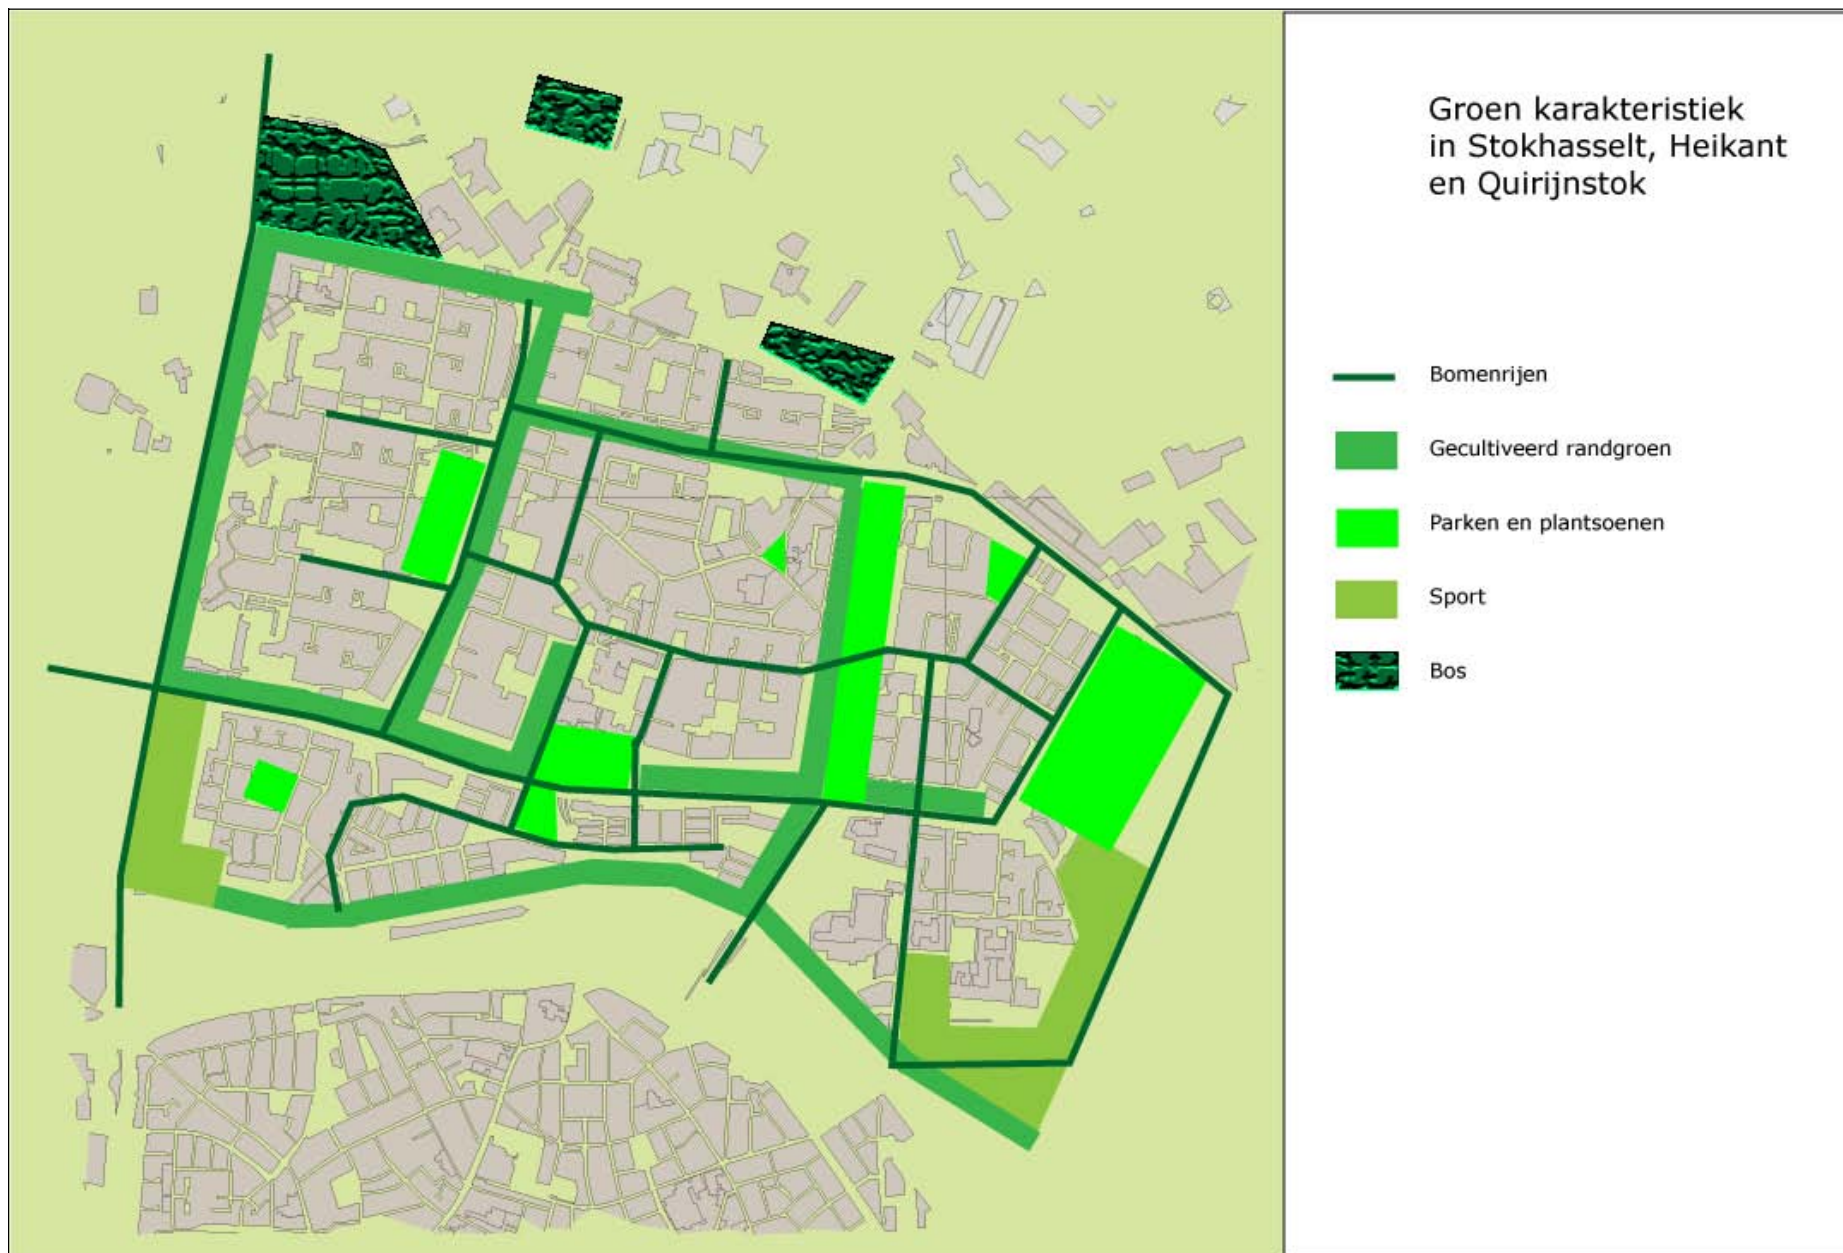 Groen karakteristiek
in Stokhasselt, Heikant
en Quirijnstok
Bomenrijen
Gecultiveerd randgroen
Parken en plantsoenen
Sport
Bos